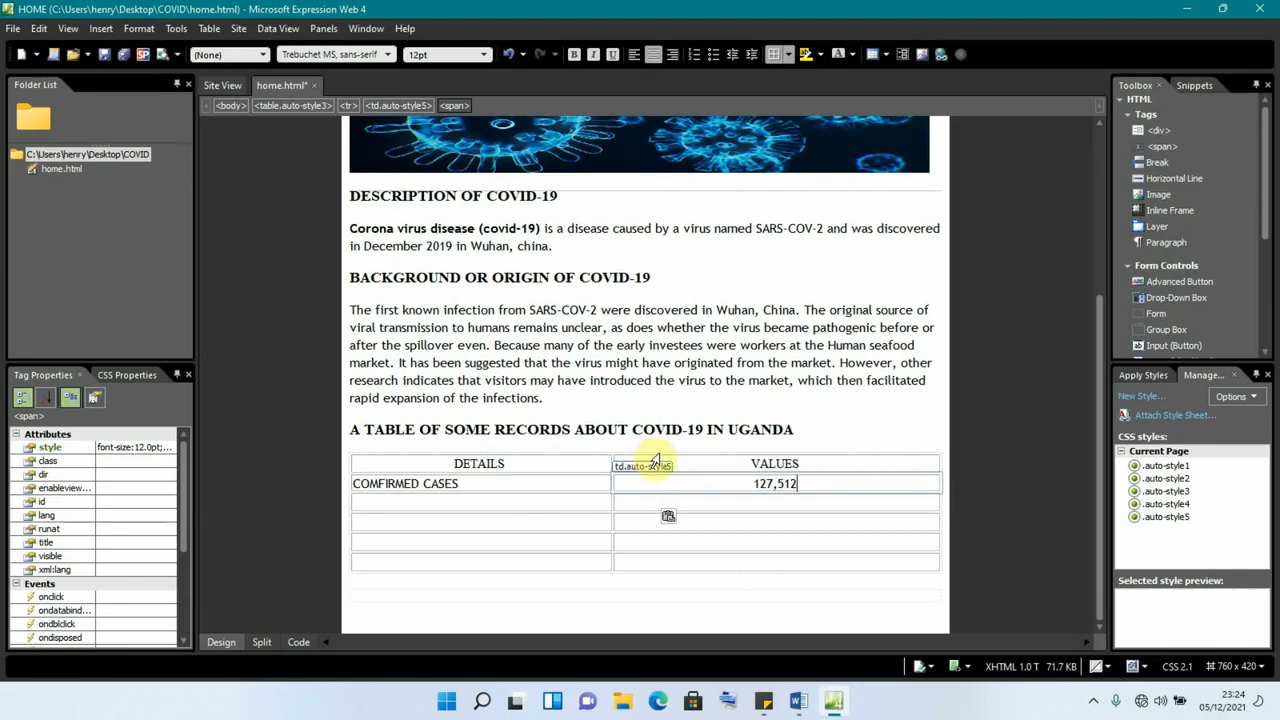 HOME (C:\Users\henry\Desktop\COVID\home.html) - Microsoft Expression Web 4
File Edit View Insert Format Tools Table Site Data View Panels Window Help
(None) Trebuchet MS, sans-serif 12pt B I U
Folder List
C:\Users\henry\Desktop\COVID
home.html
Tag Properties CSS Properties
<span>
Attributes
style font-size:12.0pt;...
class
dir
enableview...
id
lang
runat
title
visible
xml:lang
Events
onclick
ondatabind...
ondblclick
ondisposed
Site View home.html*
<body> <table.auto-style3> <tr> <td.auto-style5> <span>
DESCRIPTION OF COVID-19
Corona virus disease (covid-19) is a disease caused by a virus named SARS-COV-2 and was discovered
in December 2019 in Wuhan, china.
BACKGROUND OR ORIGIN OF COVID-19
The first known infection from SARS-COV-2 were discovered in Wuhan, China. The original source of
viral transmission to humans remains unclear, as does whether the virus became pathogenic before or
after the spillover even. Because many of the early investees were workers at the Human seafood
market. It has been suggested that the virus might have originated from the market. However, other
research indicates that visitors may have introduced the virus to the market, which then facilitated
rapid expansion of the infections.
A TABLE OF SOME RECORDS ABOUT COVID-19 IN UGANDA
DETAILS VALUES
td.auto-style5
COMFIRMED CASES 127,512
Design Split Code
Toolbox Snippets
HTML
Tags
<div>
<span>
Break
Horizontal Line
Image
Inline Frame
Layer
Paragraph
Form Controls
Advanced Button
Drop-Down Box
Form
Group Box
Input (Button)
Apply Styles Manage...
New Style... Options
Attach Style Sheet...
CSS styles:
Current Page
.auto-style1
.auto-style2
.auto-style3
.auto-style4
.auto-style5
Selected style preview:
XHTML 1.0 T 71.7 KB CSS 2.1 760 x 420
23:24
05/12/2021